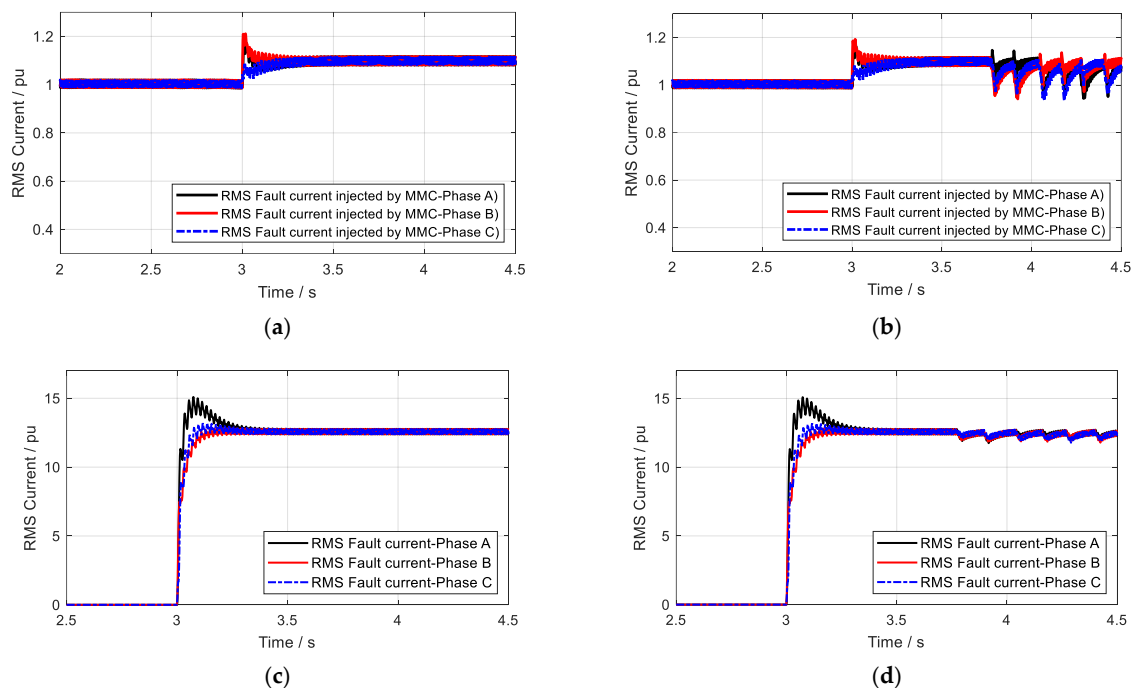 1.2
1
0.8
0.6
0.4
RMS Current / pu
RMS Fault current injected by MMC-Phase A)
RMS Fault current injected by MMC-Phase B)
RMS Fault current injected by MMC-Phase C)
2 2.5 3 3.5 4 4.5
Time / s
(a)
1.2
1
0.8
0.6
0.4
RMS Current / pu
RMS Fault current injected by MMC-Phase A)
RMS Fault current injected by MMC-Phase B)
RMS Fault current injected by MMC-Phase C)
2 2.5 3 3.5 4 4.5
Time / s
(b)
15
10
5
0
RMS Current / pu
RMS Fault current-Phase A
RMS Fault current-Phase B
RMS Fault current-Phase C
2.5 3 3.5 4 4.5
Time / s
(c)
15
10
5
0
RMS Current / pu
RMS Fault current-Phase A
RMS Fault current-Phase B
RMS Fault current-Phase C
2.5 3 3.5 4 4.5
Time / s
(d)